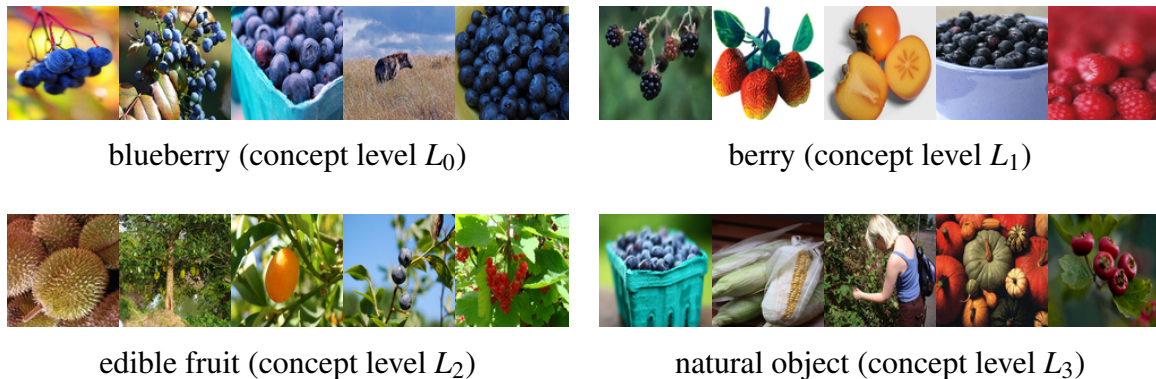 blueberry (concept level L₀)
berry (concept level L₁)
edible fruit (concept level L₂)
natural object (concept level L₃)